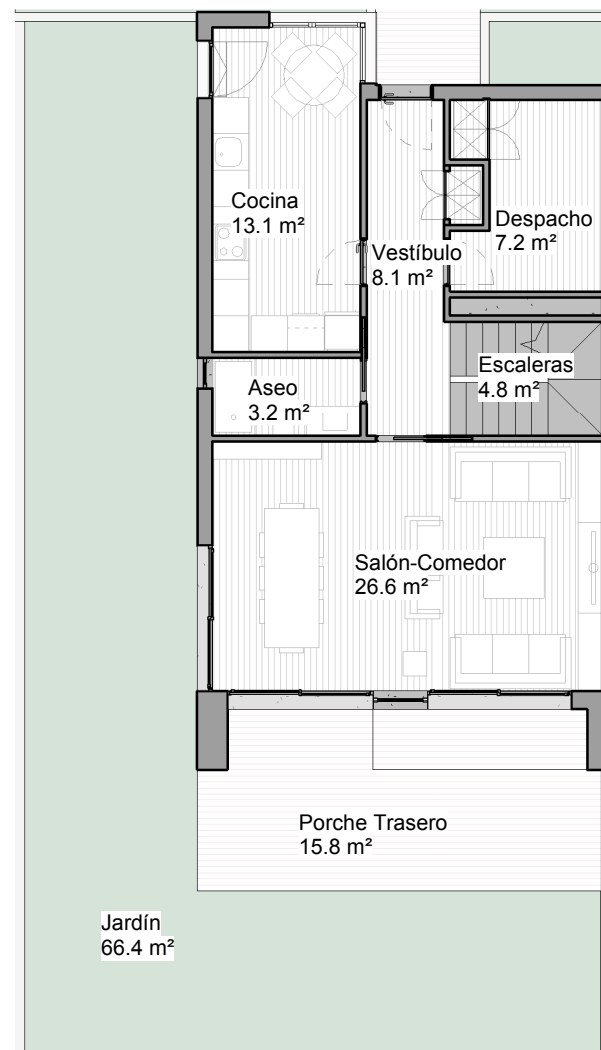 Cocina
13.1 m²
Despacho
7.2 m²
Vestíbulo
8.1 m²
Escaleras
4.8 m²
Aseo
3.2 m²
Salón-Comedor
26.6 m²
Porche Trasero
15.8 m²
Jardín
66.4 m²